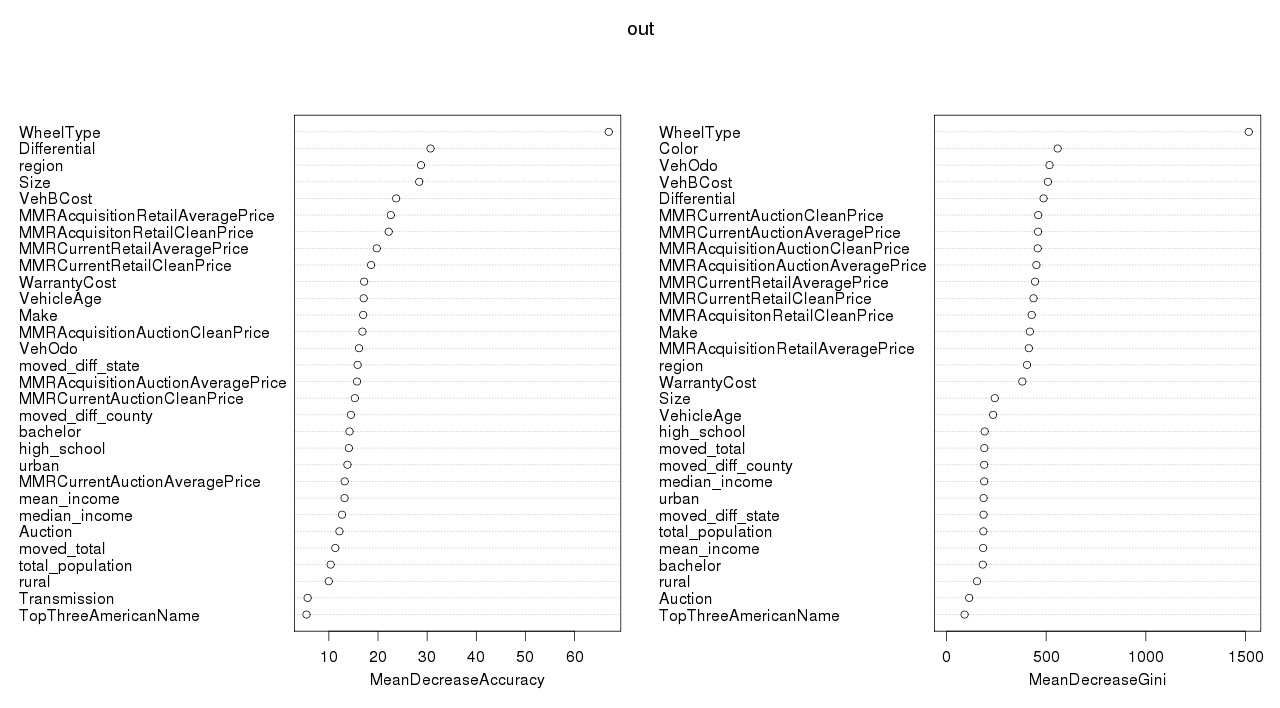 out
WheelType
Differential
region
Size
VehBCost
MMRAcquisitionRetailAveragePrice
MMRAcquisitonRetailCleanPrice
MMRCurrentRetailAveragePrice
MMRCurrentRetailCleanPrice
WarrantyCost
VehicleAge
Make
MMRAcquisitionAuctionCleanPrice
VehOdo
moved_diff_state
MMRAcquisitionAuctionAveragePrice
MMRCurrentAuctionCleanPrice
moved_diff_county
bachelor
high_school
urban
MMRCurrentAuctionAveragePrice
mean_income
median_income
Auction
moved_total
total_population
rural
Transmission
TopThreeAmericanName
10 20 30 40 50 60
MeanDecreaseAccuracy
WheelType
Color
VehOdo
VehBCost
Differential
MMRCurrentAuctionCleanPrice
MMRCurrentAuctionAveragePrice
MMRAcquisitionAuctionCleanPrice
MMRAcquisitionAuctionAveragePrice
MMRCurrentRetailAveragePrice
MMRCurrentRetailCleanPrice
MMRAcquisitonRetailCleanPrice
Make
MMRAcquisitionRetailAveragePrice
region
WarrantyCost
Size
VehicleAge
high_school
moved_total
moved_diff_county
median_income
urban
moved_diff_state
total_population
mean_income
bachelor
rural
Auction
TopThreeAmericanName
0 500 1000 1500
MeanDecreaseGini